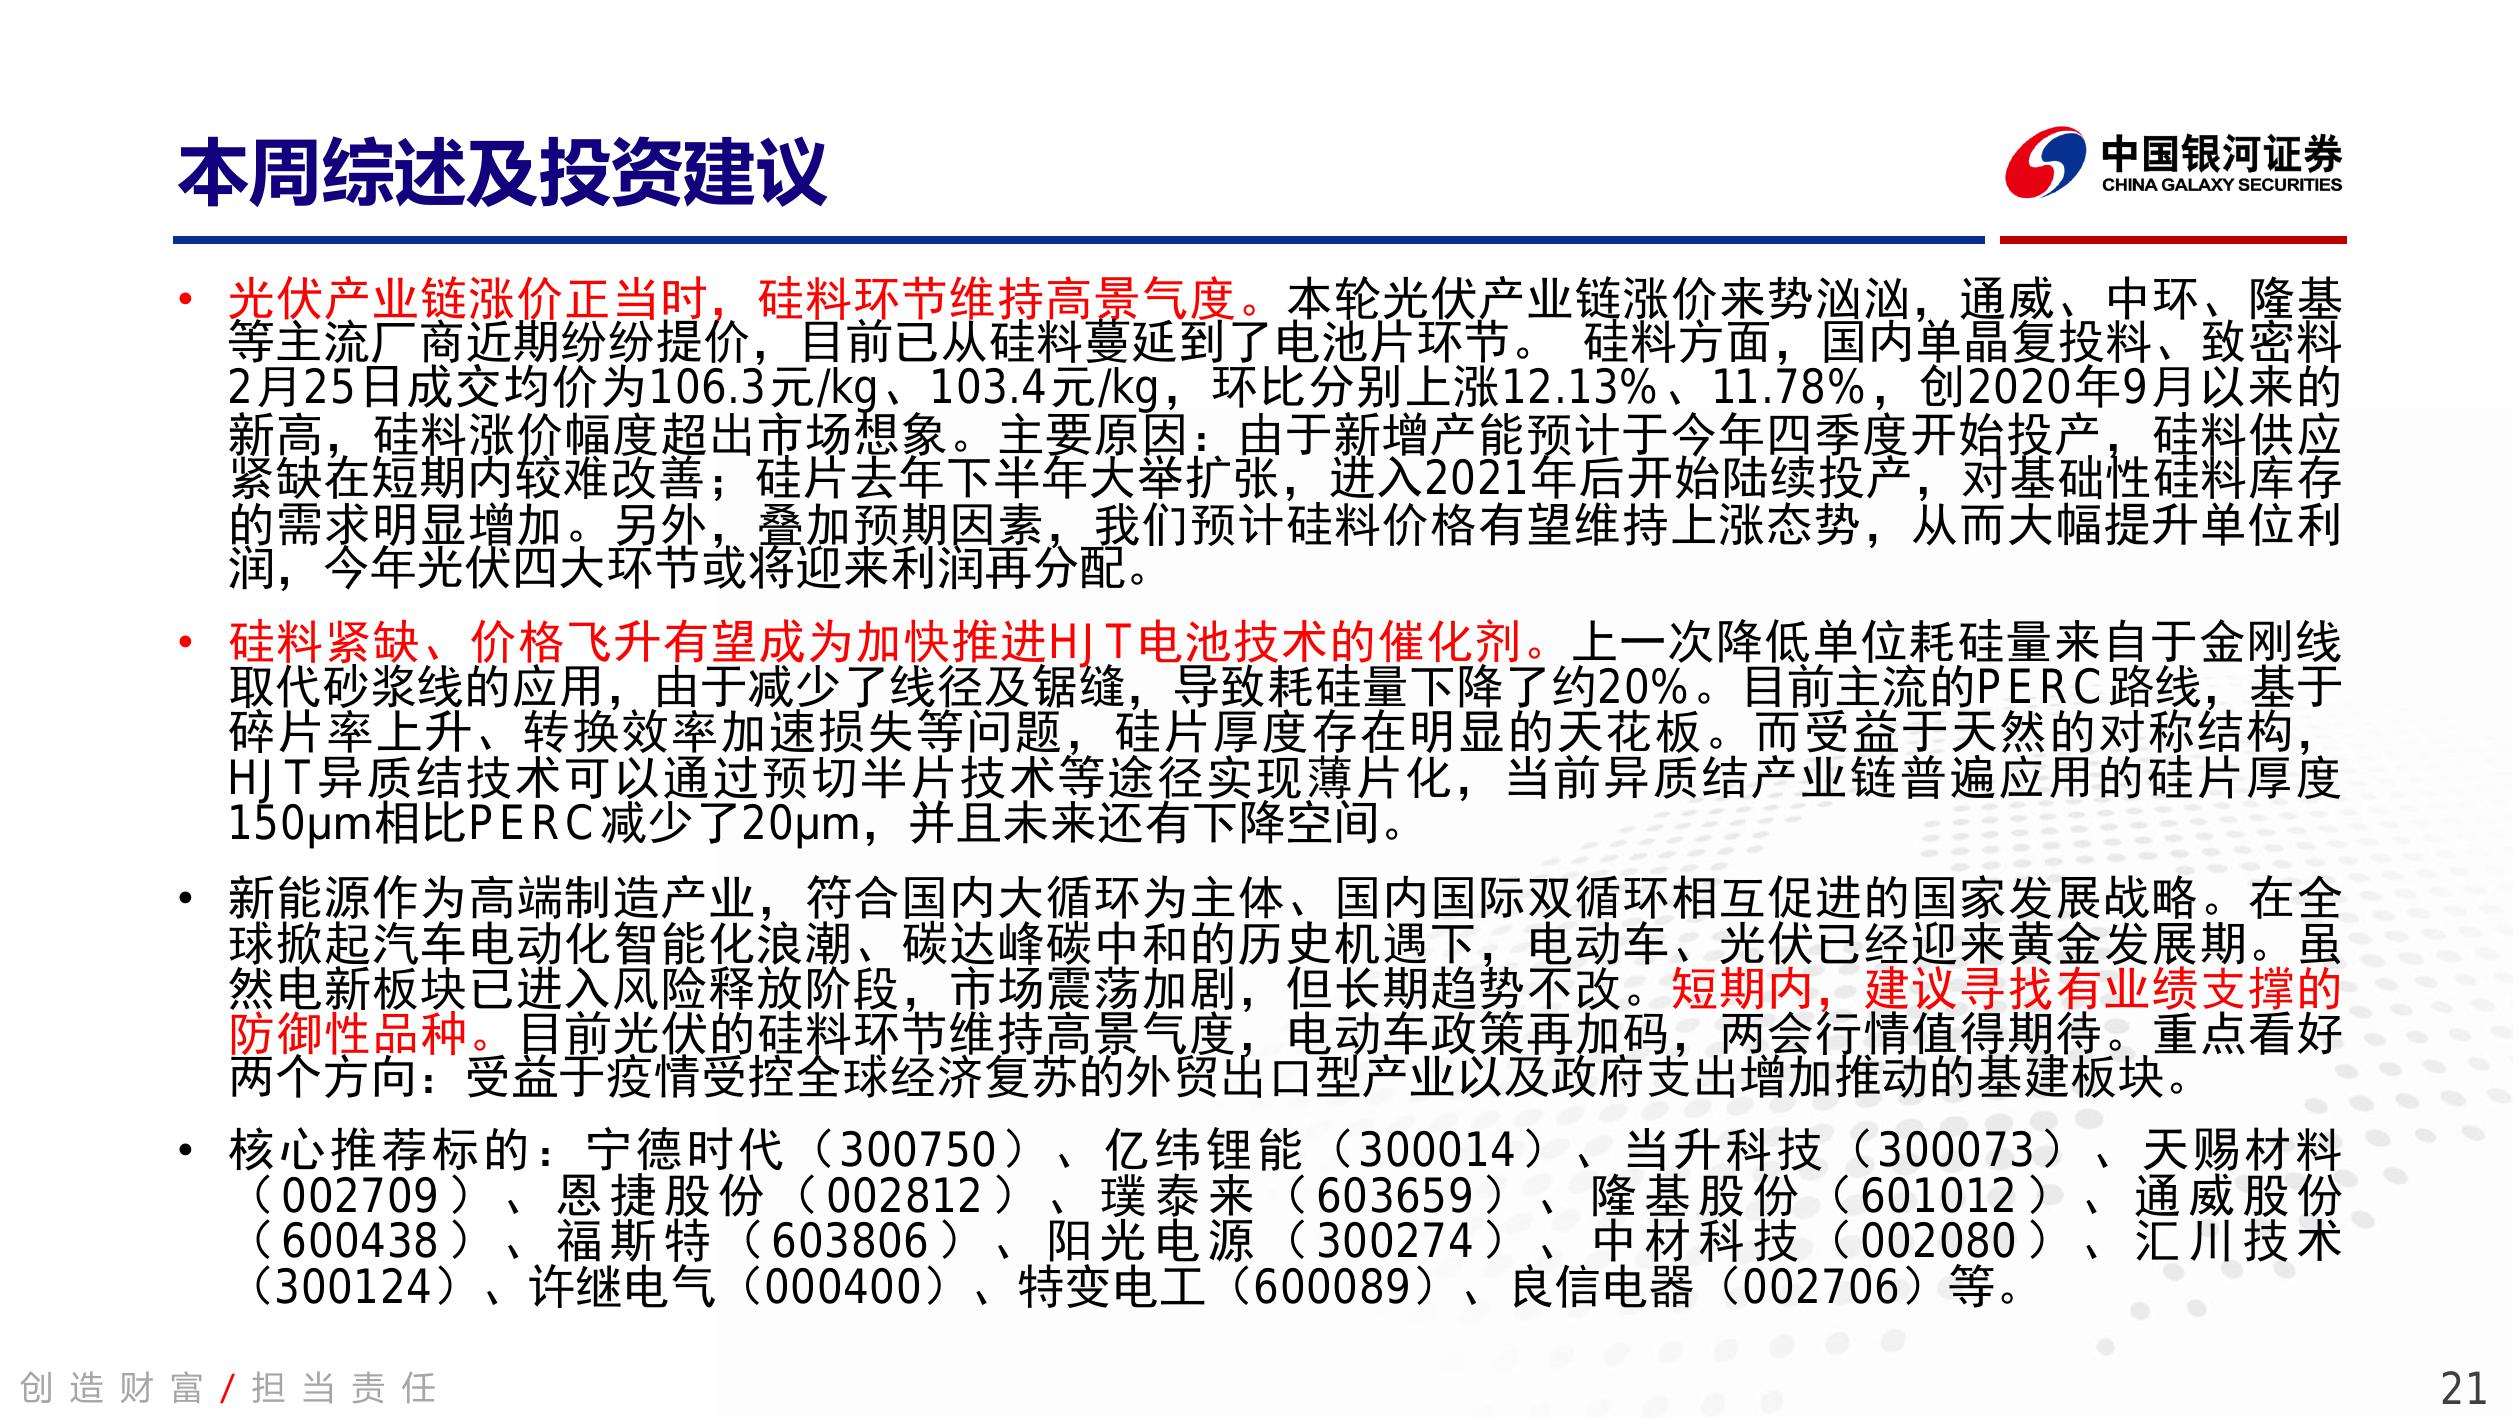 本周综述及投资建议
中国银河证券
CHINA GALAXY SECURITIES
• 光伏产业链涨价正当时，硅料环节维持高景气度。本轮光伏产业链涨价来势汹汹，通威、中环、隆基
等主流厂商近期纷纷提价，目前已从硅料蔓延到了电池片环节。 硅料方面，国内单晶复投料、致密料
2月25日成交均价为106.3元/kg、103.4元/kg，环比分别上涨12.13%、11.78%，创2020年9月以来的
新高，硅料涨价幅度超出市场想象。主要原因：由于新增产能预计于今年四季度开始投产，硅料供应
紧缺在短期内较难改善；硅片去年下半年大举扩张，进入2021年后开始陆续投产，对基础性硅料库存
的需求明显增加。另外，叠加预期因素，我们预计硅料价格有望维持上涨态势，从而大幅提升单位利
润，今年光伏四大环节或将迎来利润再分配。
• 硅料紧缺、价格飞升有望成为加快推进HJT电池技术的催化剂。上一次降低单位耗硅量来自于金刚线
取代砂浆线的应用，由于减少了线径及锯缝，导致耗硅量下降了约20%。目前主流的PERC路线，基于
碎片率上升、转换效率加速损失等问题，硅片厚度存在明显的天花板。而受益于天然的对称结构，
HJT异质结技术可以通过预切半片技术等途径实现薄片化，当前异质结产业链普遍应用的硅片厚度
150μm相比PERC减少了20μm，并且未来还有下降空间。
• 新能源作为高端制造产业，符合国内大循环为主体、国内国际双循环相互促进的国家发展战略。在全
球掀起汽车电动化智能化浪潮、碳达峰碳中和的历史机遇下，电动车、光伏已经迎来黄金发展期。虽
然电新板块已进入风险释放阶段，市场震荡加剧，但长期趋势不改。短期内，建议寻找有业绩支撑的
防御性品种。目前光伏的硅料环节维持高景气度，电动车政策再加码，两会行情值得期待。重点看好
两个方向：受益于疫情受控全球经济复苏的外贸出口型产业以及政府支出增加推动的基建板块。
• 核心推荐标的：宁德时代（300750）、亿纬锂能（300014）、当升科技（300073）、天赐材料
（002709）、恩捷股份（002812）、璞泰来（603659）、隆基股份（601012）、通威股份
（600438）、福斯特（603806）、阳光电源（300274）、中材科技（002080）、汇川技术
（300124）、许继电气（000400）、特变电工（600089）、良信电器（002706）等。
创造财富/担当责任
21